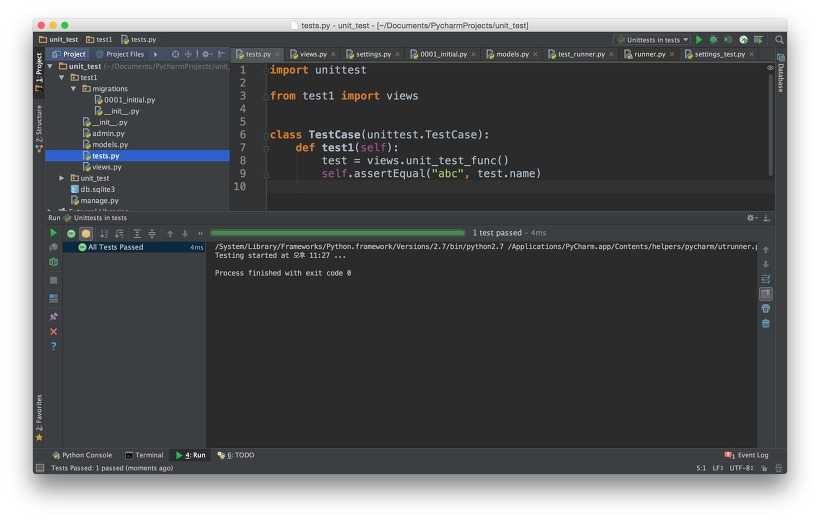 tests.py - unit_test - [~/Documents/PycharmProjects/unit_test]
unit_test test1 tests.py Unittests in tests
1: Project
2: Structure
2: Favorites
Database
Project Project Files
unit_test (~/Documents/PycharmProjects/unit_
test1
migrations
0001_initial.py
__init__.py
__init__.py
admin.py
models.py
tests.py
views.py
unit_test
db.sqlite3
manage.py
tests.py × views.py × settings.py × 0001_initial.py × models.py × test_runner.py × runner.py × settings_test.py ×
1 import unittest
2
3 from test1 import views
4
5
6 class TestCase(unittest.TestCase):
7 def test1(self):
8 test = views.unit_test_func()
9 self.assertEqual("abc", test.name)
10
Run Unittests in tests
1 test passed - 4ms
All Tests Passed 4ms
/System/Library/Frameworks/Python.framework/Versions/2.7/bin/python2.7 /Applications/PyCharm.app/Contents/helpers/pycharm/utrunner.p
Testing started at 오후 11:27 ...
Process finished with exit code 0
Python Console Terminal 4: Run 6: TODO Event Log
Tests Passed: 1 passed (moments ago) 5:1 LF UTF-8